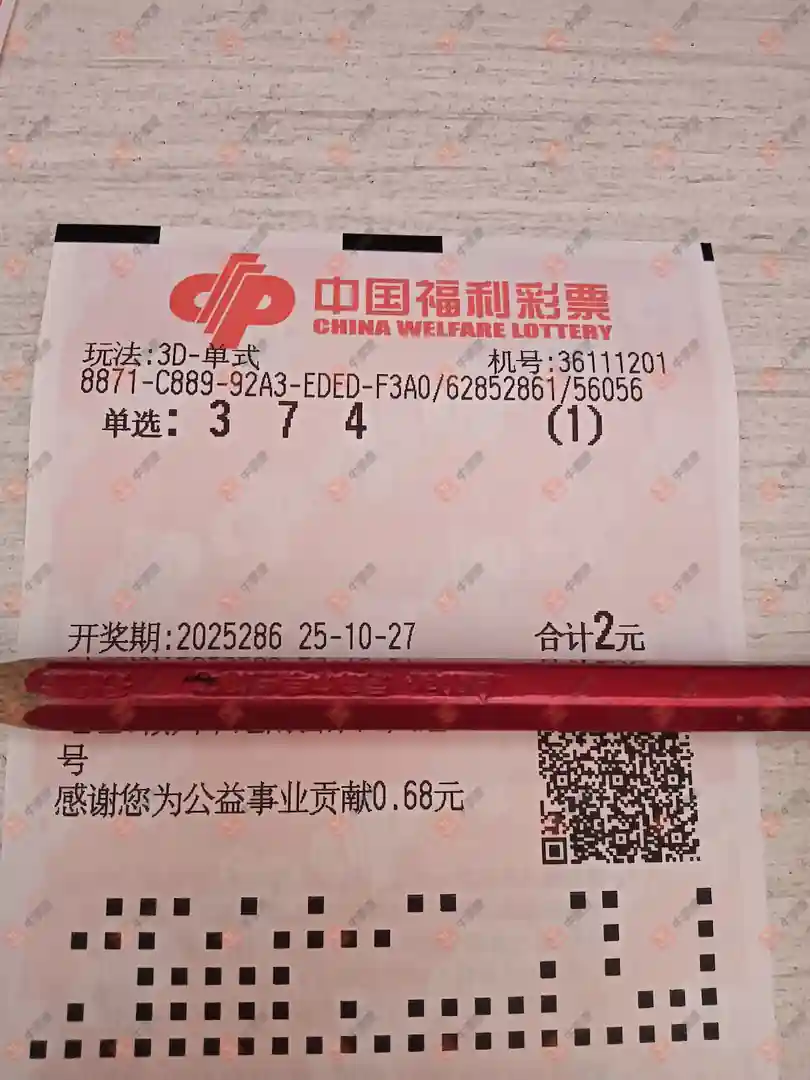 中国福利彩票
CHINA WELFARE LOTTERY
玩法:3D-单式 机号:36111201
8871-C889-92A3-EDED-F3A0/62852861/56056
单选: 3 7 4 (1)
开奖期:2025286 25-10-27 合计2元
号
感谢您为公益事业贡献0.68元